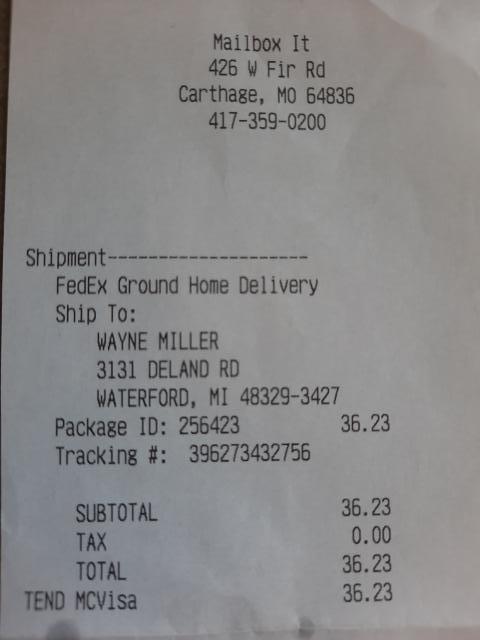 Mailbox It
426 W Fir Rd
Carthage, MO 64836
417-359-0200
Shipment--------------------
FedEx Ground Home Delivery
Ship To:
WAYNE MILLER
3131 DELAND RD
WATERFORD, MI 48329-3427
Package ID: 256423 36.23
Tracking #: 396273432756
SUBTOTAL 36.23
TAX 0.00
TOTAL 36.23
TEND MCVisa 36.23